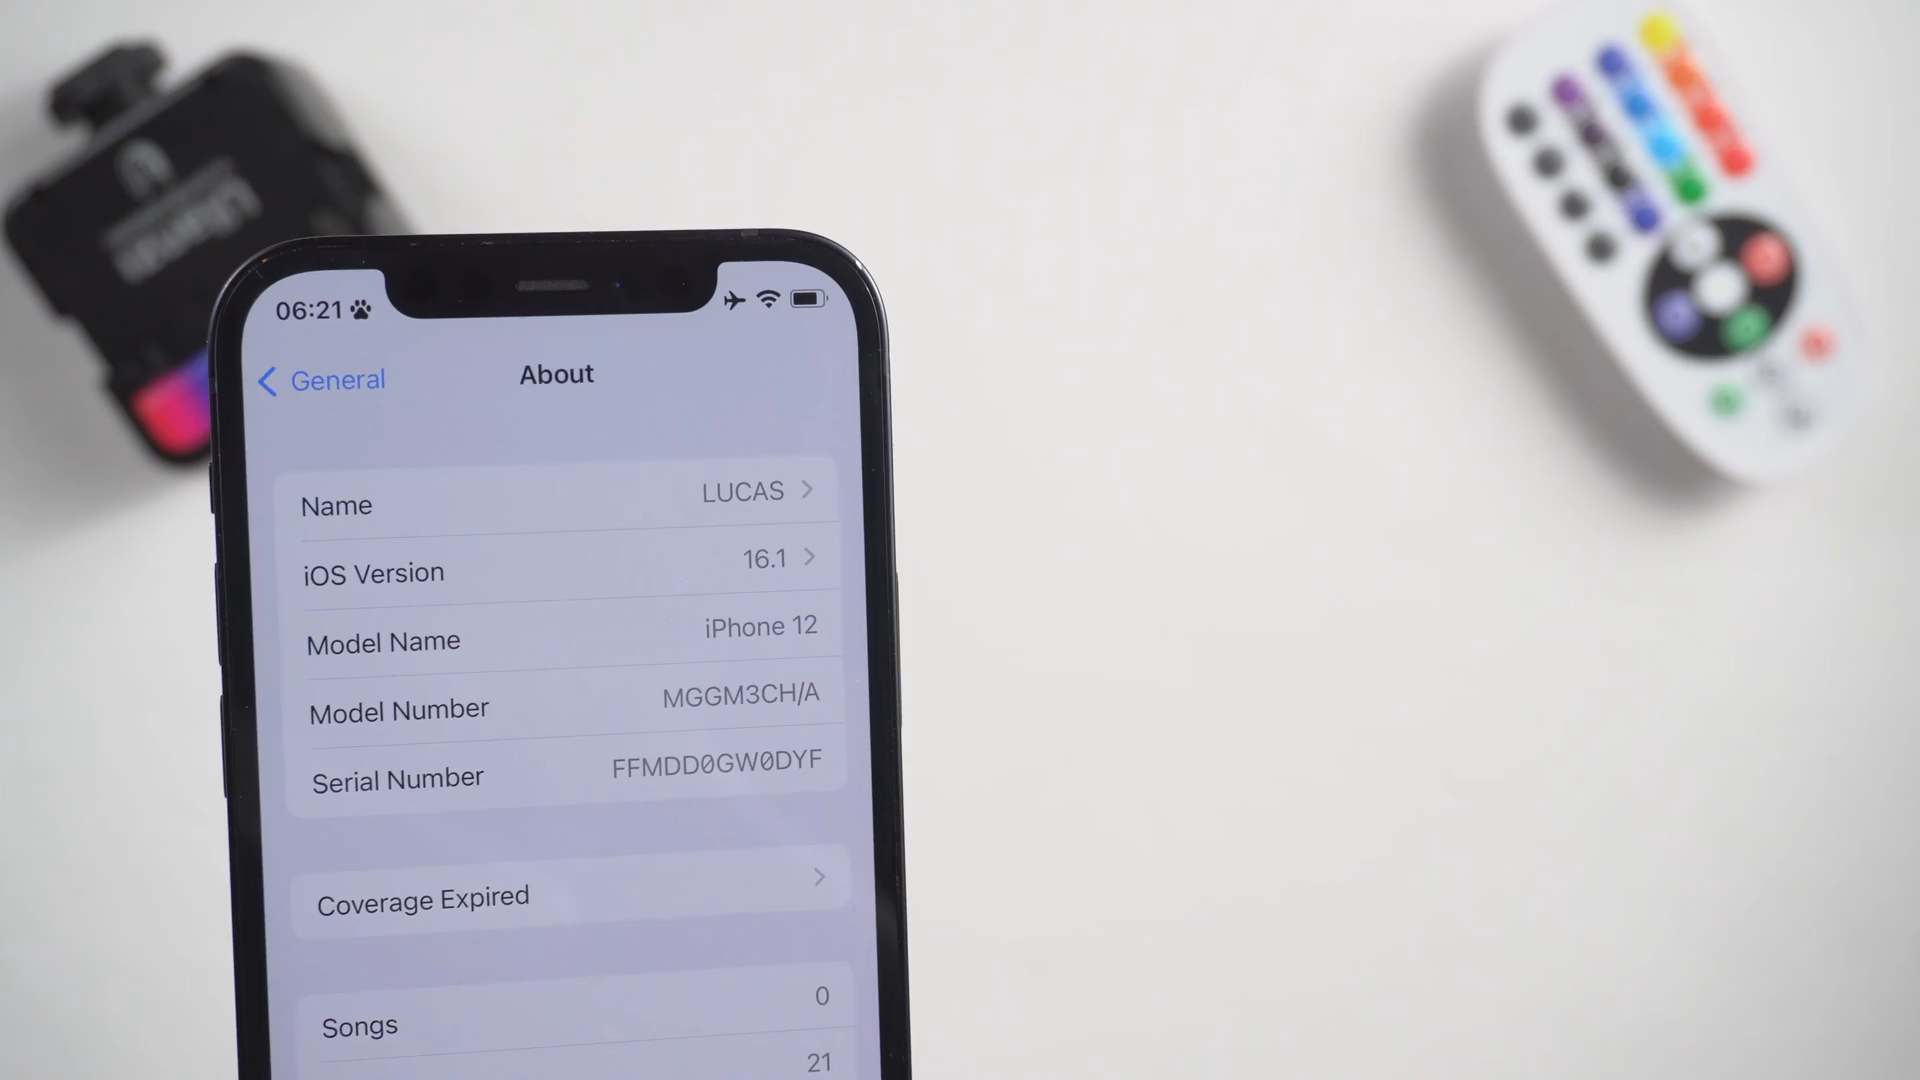 06:21
General
About
Name LUCAS
iOS Version 16.1
Model Name iPhone 12
Model Number MGGM3CH/A
Serial Number FFMDD0GW0DYF
Coverage Expired
Songs 0
21
Ulanzi